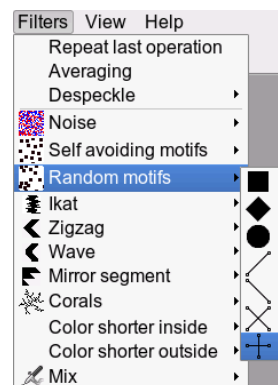 Filters View Help
Repeat last operation
Averaging
Despeckle
Noise
Self avoiding motifs
Random motifs
Ikat
Zigzag
Wave
Mirror segment
Corals
Color shorter inside
Color shorter outside
Mix